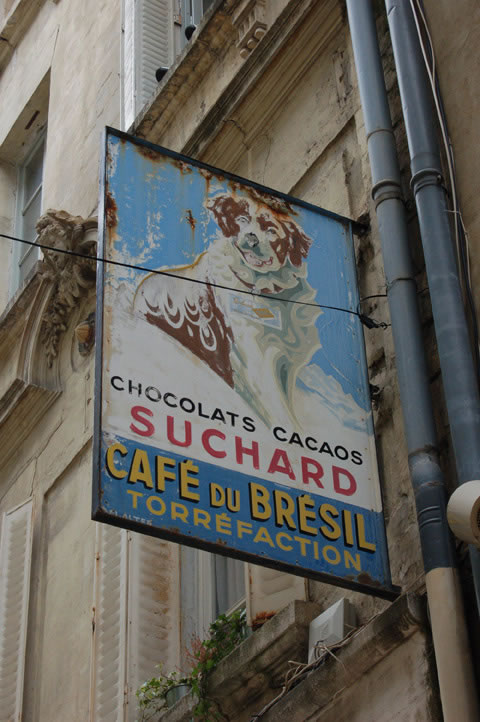 CHOCOLATS CACAOS
SUCHARD
CAFÉ DU BRÉSIL
TORRÉFACTION